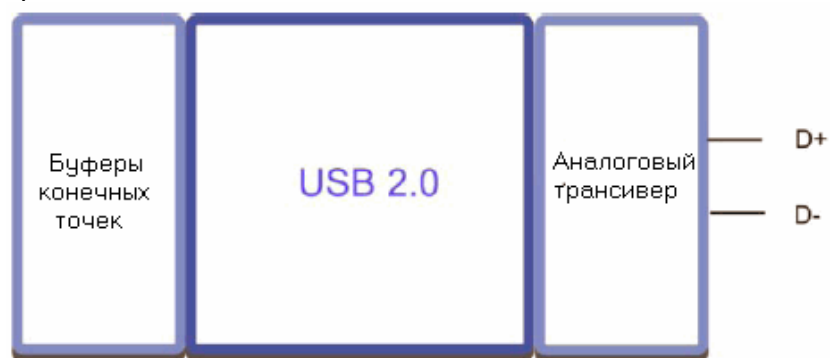 Буферы
конечных
точек
USB 2.0
Аналоговый
трансивер
D+
D-